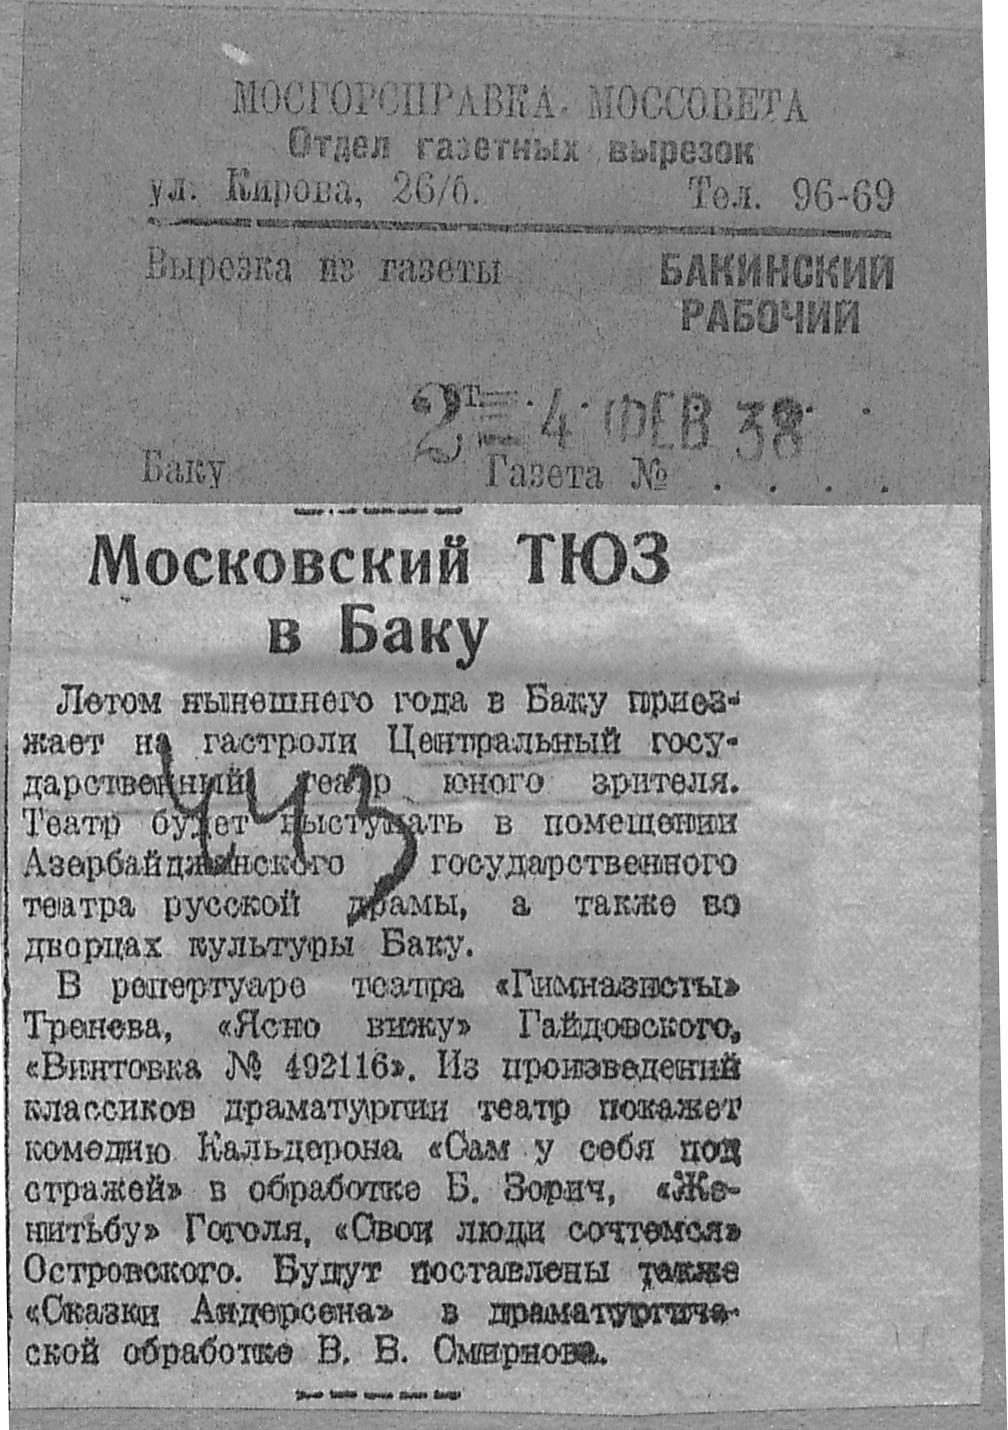 МОСГОРСПРАВКА МОССОВЕТА
Отдел газетных вырезок
ул. Кирова, 26/б. Тел. 96-69
Вырезка из газеты БАКИНСКИЙ
РАБОЧИЙ
от 4 ФЕВ 38
Баку Газета № . . . .
Московский ТЮЗ
в Баку
Летом нынешнего года в Баку приез-
жает на гастроли Центральный госу-
дарственный театр юного зрителя.
Театр будет выступать в помещении
Азербайджанского государственного
театра русской драмы, а также во
дворцах культуры Баку.
В репертуаре театра «Гимназисты»
Тренева, «Ясно вижу» Гайдовского,
«Винтовка № 492116». Из произведений
классиков драматургии театр покажет
комедию Кальдерона «Сам у себя под
стражей» в обработке Б. Зорич, «Же-
нитьбу» Гоголя, «Свои люди сочтемся»
Островского. Будут поставлены также
«Сказки Андерсена» в драматургиче-
ской обработке В. В. Смирнова.